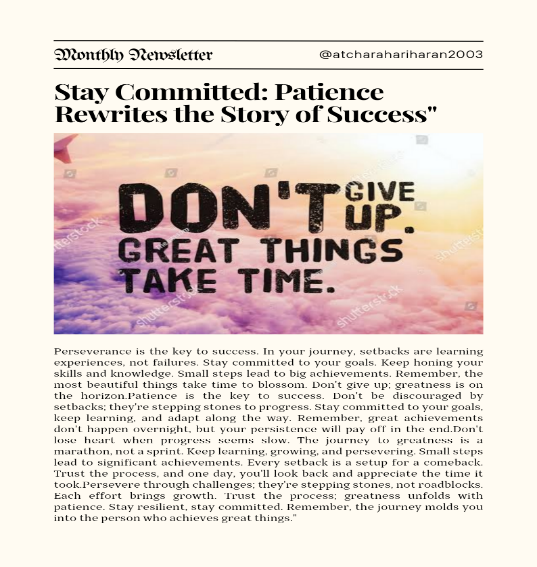 Monthly Newsletter
@atcharahariharan2003
Stay Committed: Patience
Rewrites the Story of Success"
DON'T GIVE
UP.
GREAT THINGS
TAKE TIME.
shutterstock
shutterstock
shutterstock
shutterstock
Perseverance is the key to success. In your journey, setbacks are learning
experiences, not failures. Stay committed to your goals. Keep honing your
skills and knowledge. Small steps lead to big achievements. Remember, the
most beautiful things take time to blossom. Don't give up; greatness is on
the horizon.Patience is the key to success. Don't be discouraged by
setbacks; they're stepping stones to progress. Stay committed to your goals,
keep learning, and adapt along the way. Remember, great achievements
don't happen overnight, but your persistence will pay off in the end.Don't
lose heart when progress seems slow. The journey to greatness is a
marathon, not a sprint. Keep learning, growing, and persevering. Small steps
lead to significant achievements. Every setback is a setup for a comeback.
Trust the process, and one day, you'll look back and appreciate the time it
took.Persevere through challenges; they're stepping stones, not roadblocks.
Each effort brings growth. Trust the process; greatness unfolds with
patience. Stay resilient, stay committed. Remember, the journey molds you
into the person who achieves great things."